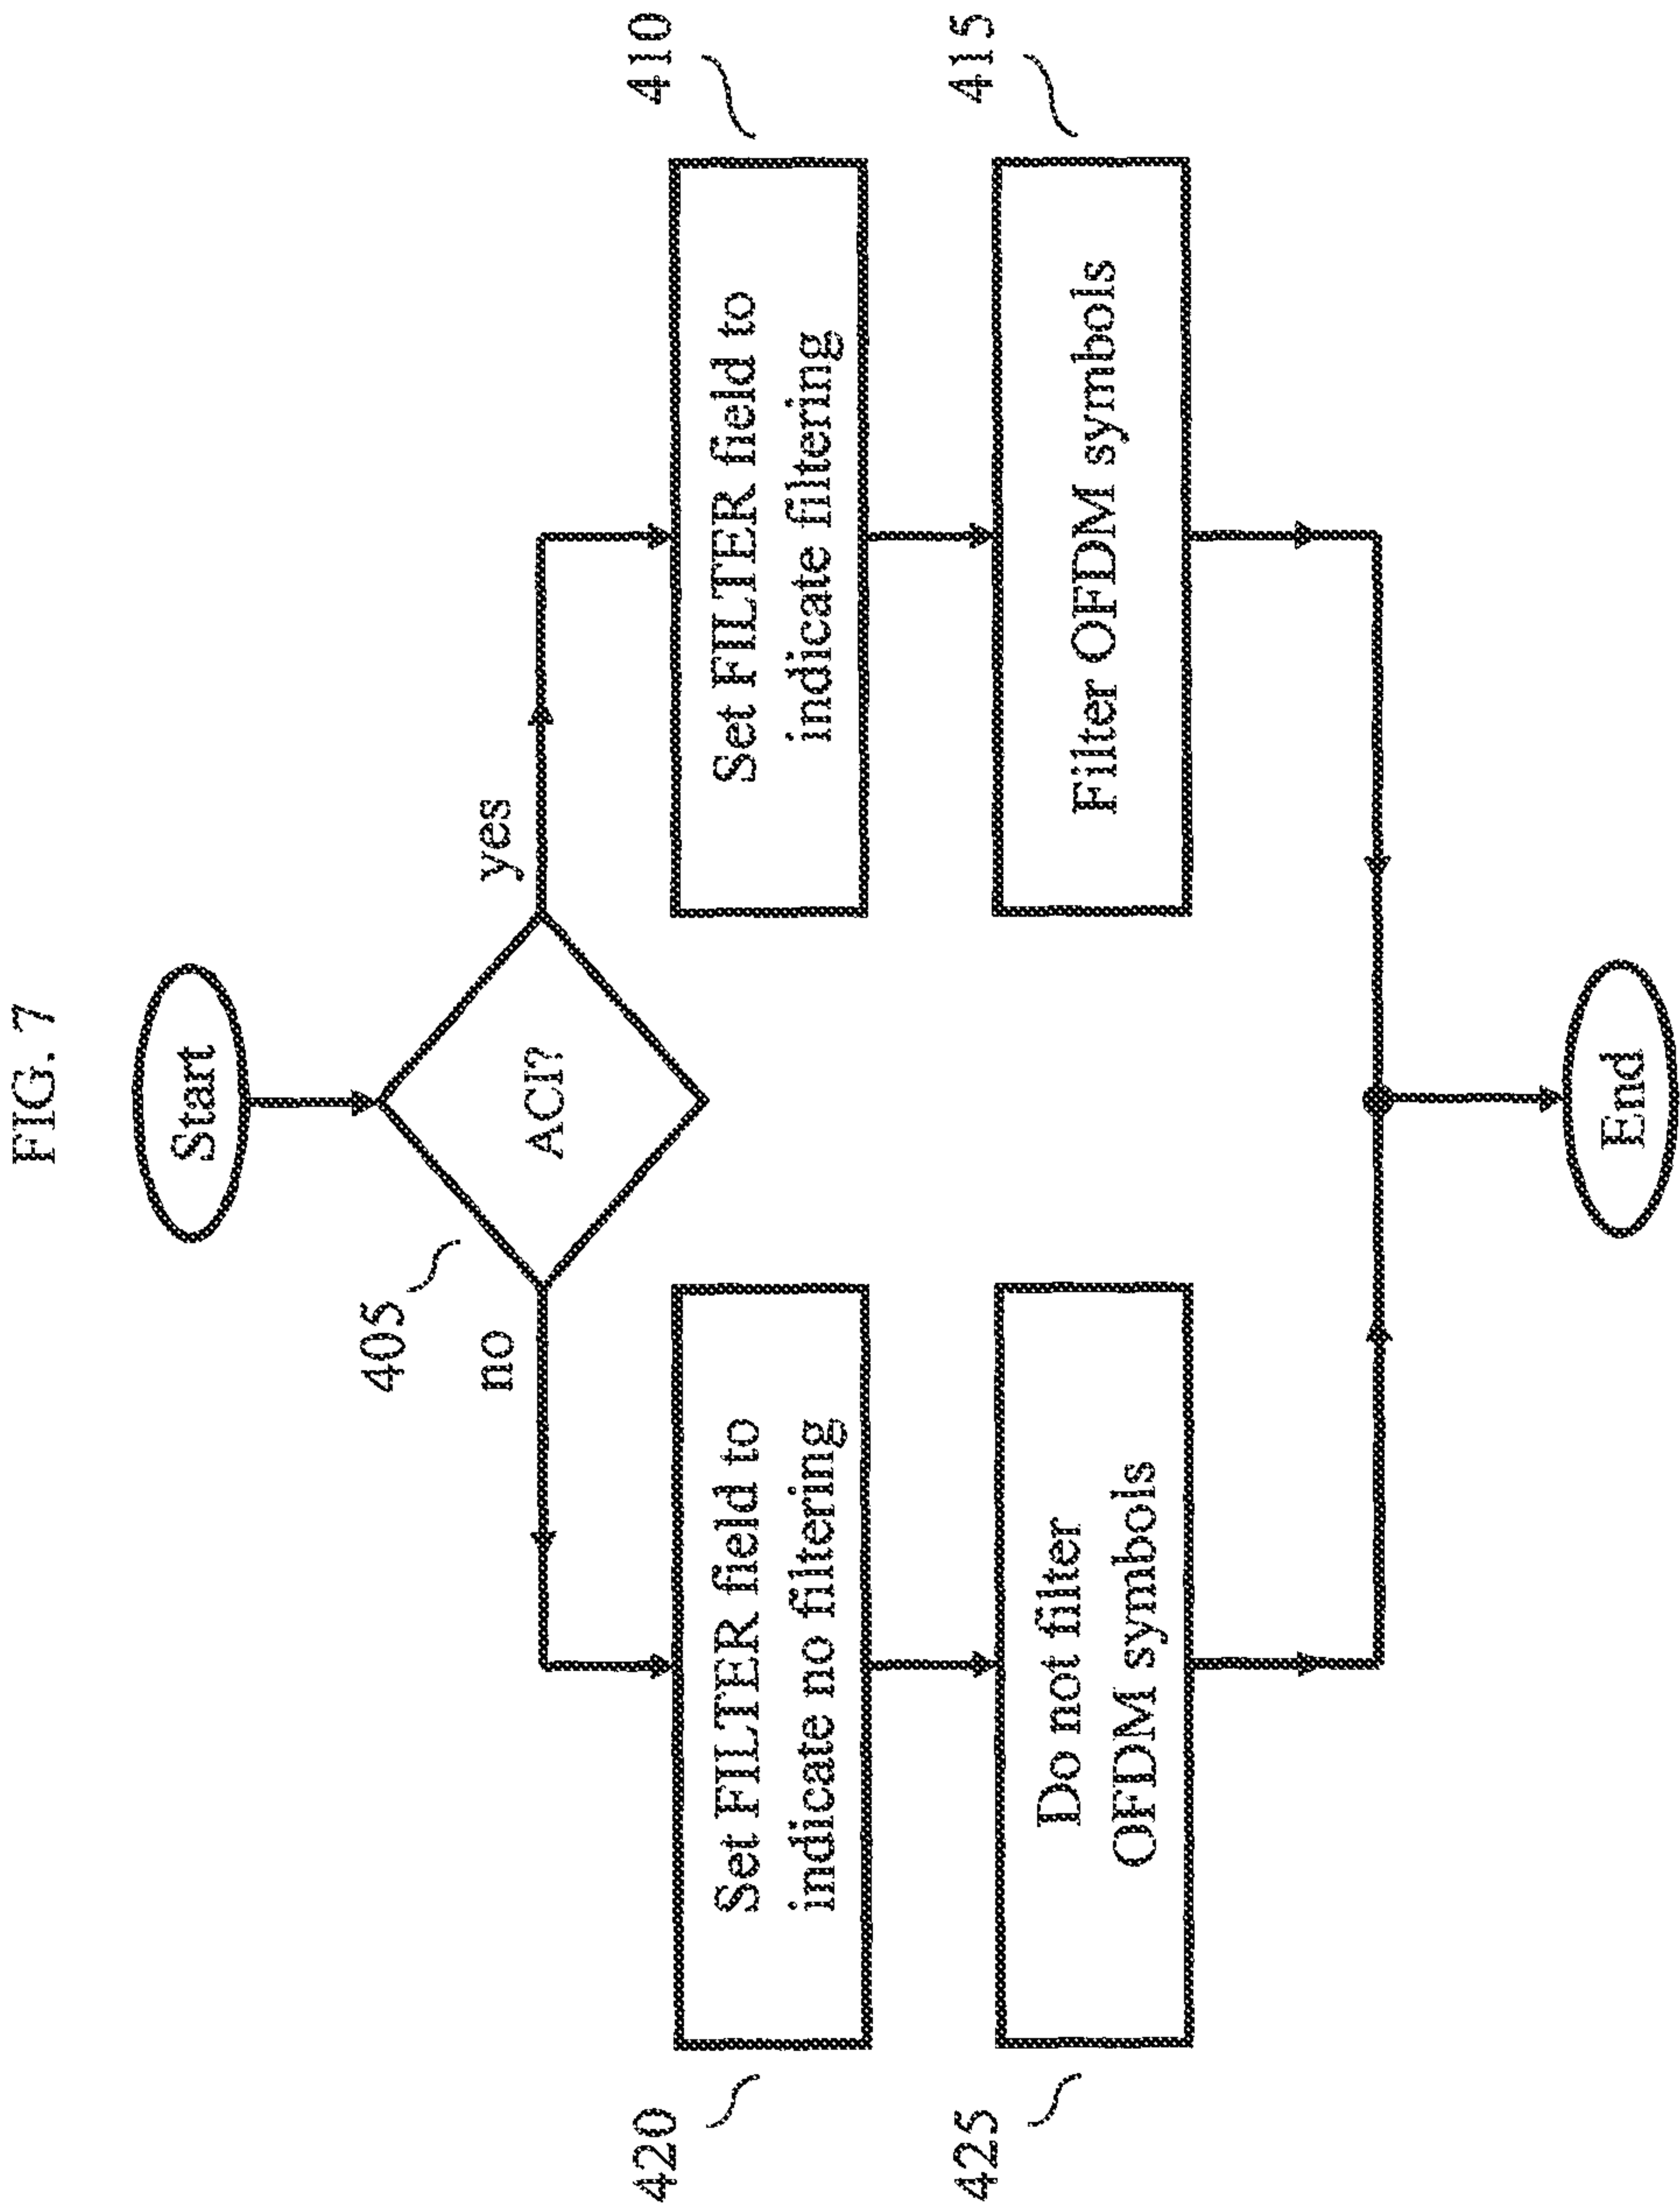 FIG. 7
Start
405
ACI?
no
yes
420
Set FILTER field to
indicate no filtering
Set FILTER field to
indicate filtering
410
425
Do not filter
OFDM symbols
Filter OFDM symbols
415
End